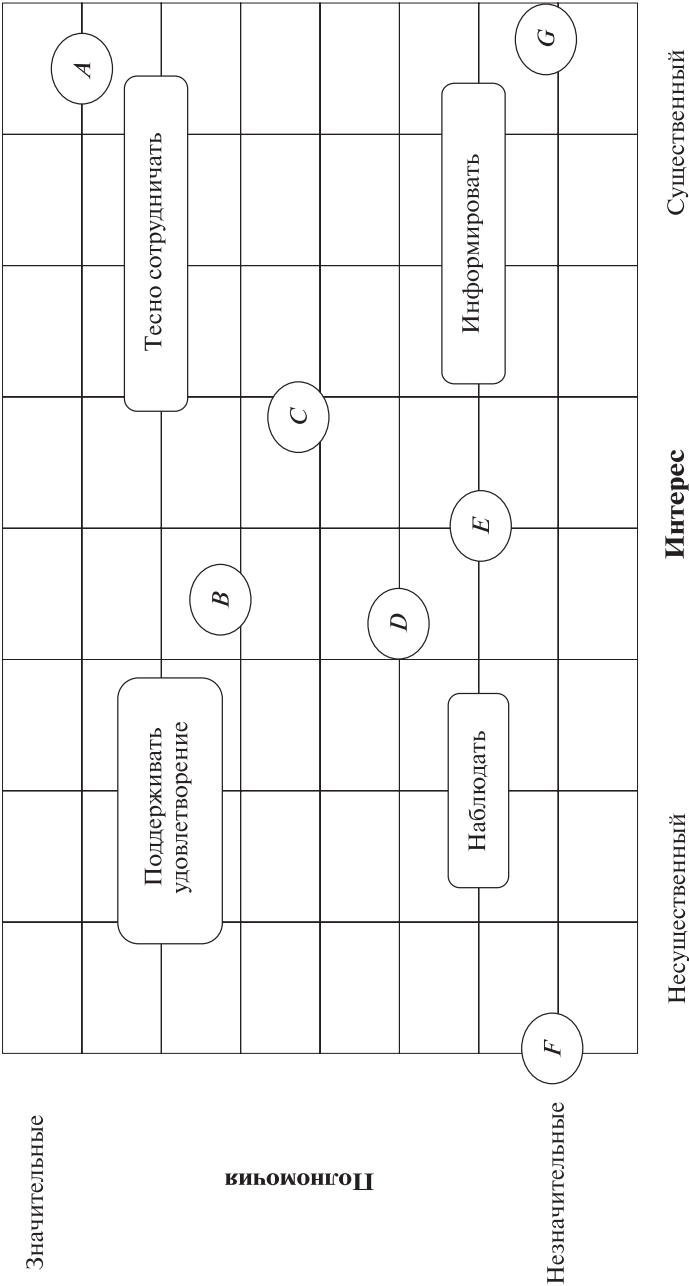 Значительные
A
Поддерживать
удовлетворение
Тесно сотрудничать
B
Полномочия
C
D
Наблюдать
E
Информировать
Незначительные
F
G
Несущественный
Интерес
Существенный